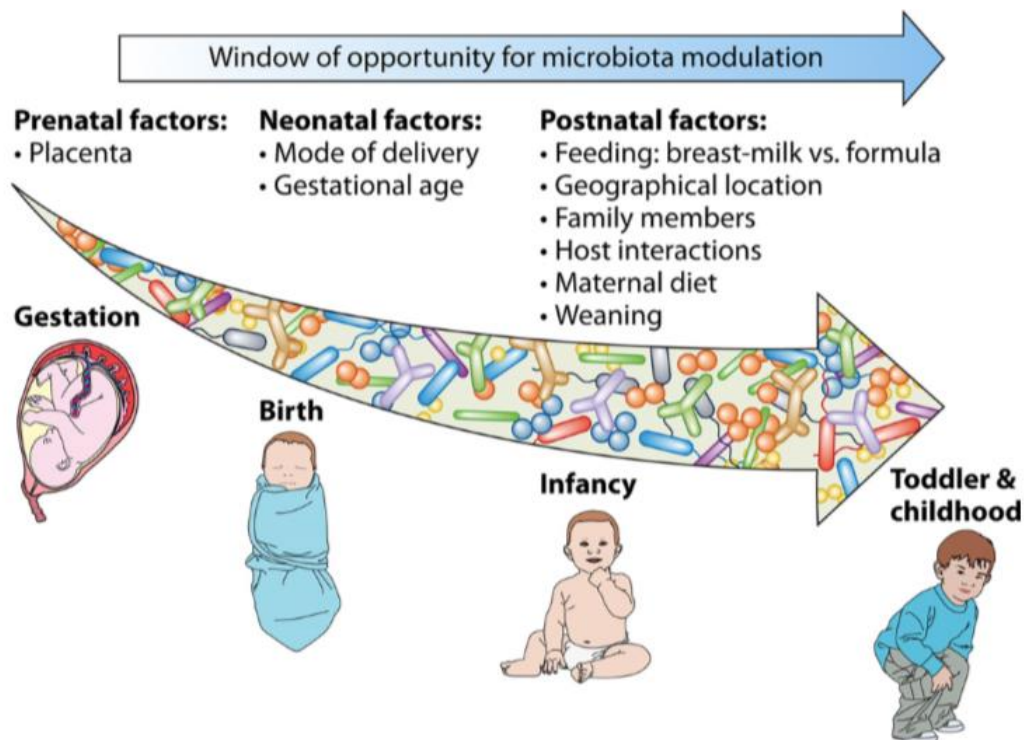 Window of opportunity for microbiota modulation
Prenatal factors:
• Placenta
Neonatal factors:
• Mode of delivery
• Gestational age
Postnatal factors:
• Feeding: breast-milk vs. formula
• Geographical location
• Family members
• Host interactions
• Maternal diet
• Weaning
Gestation
Birth
Infancy
Toddler &
childhood